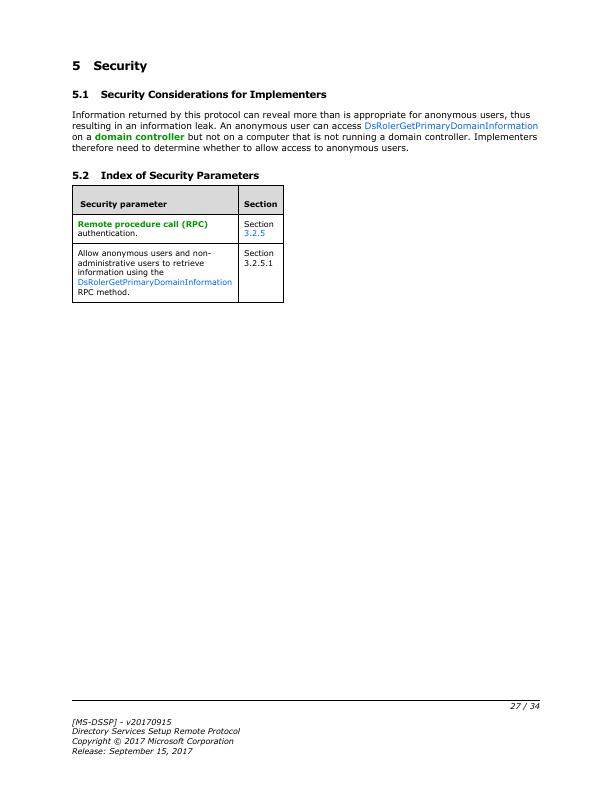 5 Security
5.1 Security Considerations for Implementers
Information returned by this protocol can reveal more than is appropriate for anonymous users, thus
resulting in an information leak. An anonymous user can access DsRolerGetPrimaryDomainInformation
on a domain controller but not on a computer that is not running a domain controller. Implementers
therefore need to determine whether to allow access to anonymous users.
5.2 Index of Security Parameters
Security parameter Section
Remote procedure call (RPC) Section
authentication. 3.2.5
Allow anonymous users and non- Section
administrative users to retrieve 3.2.5.1
information using the
DsRolerGetPrimaryDomainInformation
RPC method.
27 / 34
[MS-DSSP] - v20170915
Directory Services Setup Remote Protocol
Copyright © 2017 Microsoft Corporation
Release: September 15, 2017